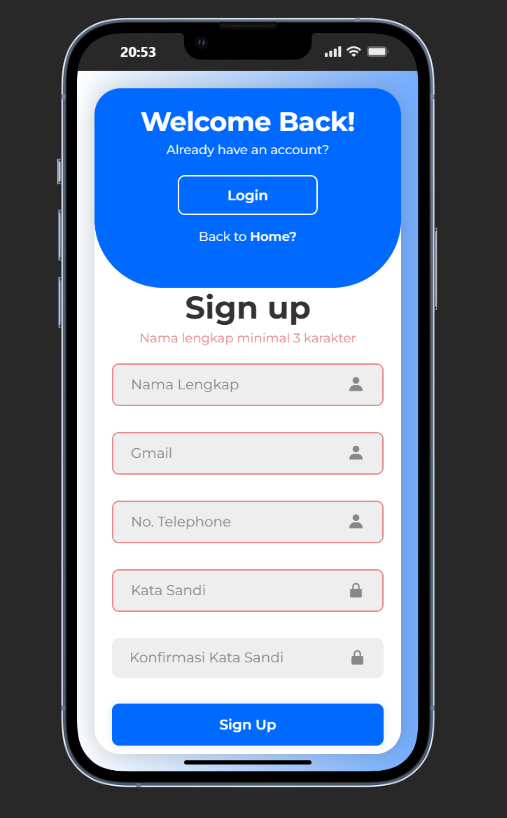 20:53
Welcome Back!
Already have an account?
Login
Back to Home?
Sign up
Nama lengkap minimal 3 karakter
Nama Lengkap
Gmail
No. Telephone
Kata Sandi
Konfirmasi Kata Sandi
Sign Up